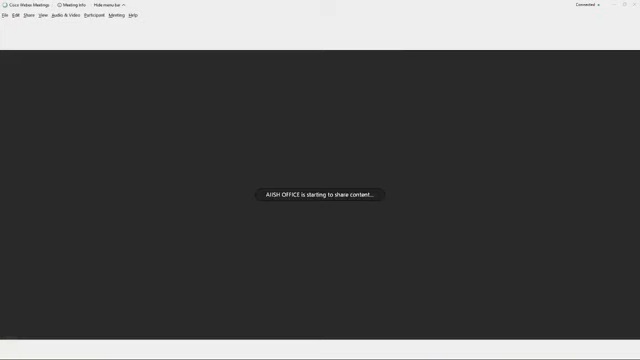 Cisco Webex Meetings Meeting Info Hide menu bar Connected
File Edit Share View Audio & Video Participant Meeting Help
AIISH OFFICE is starting to share content...